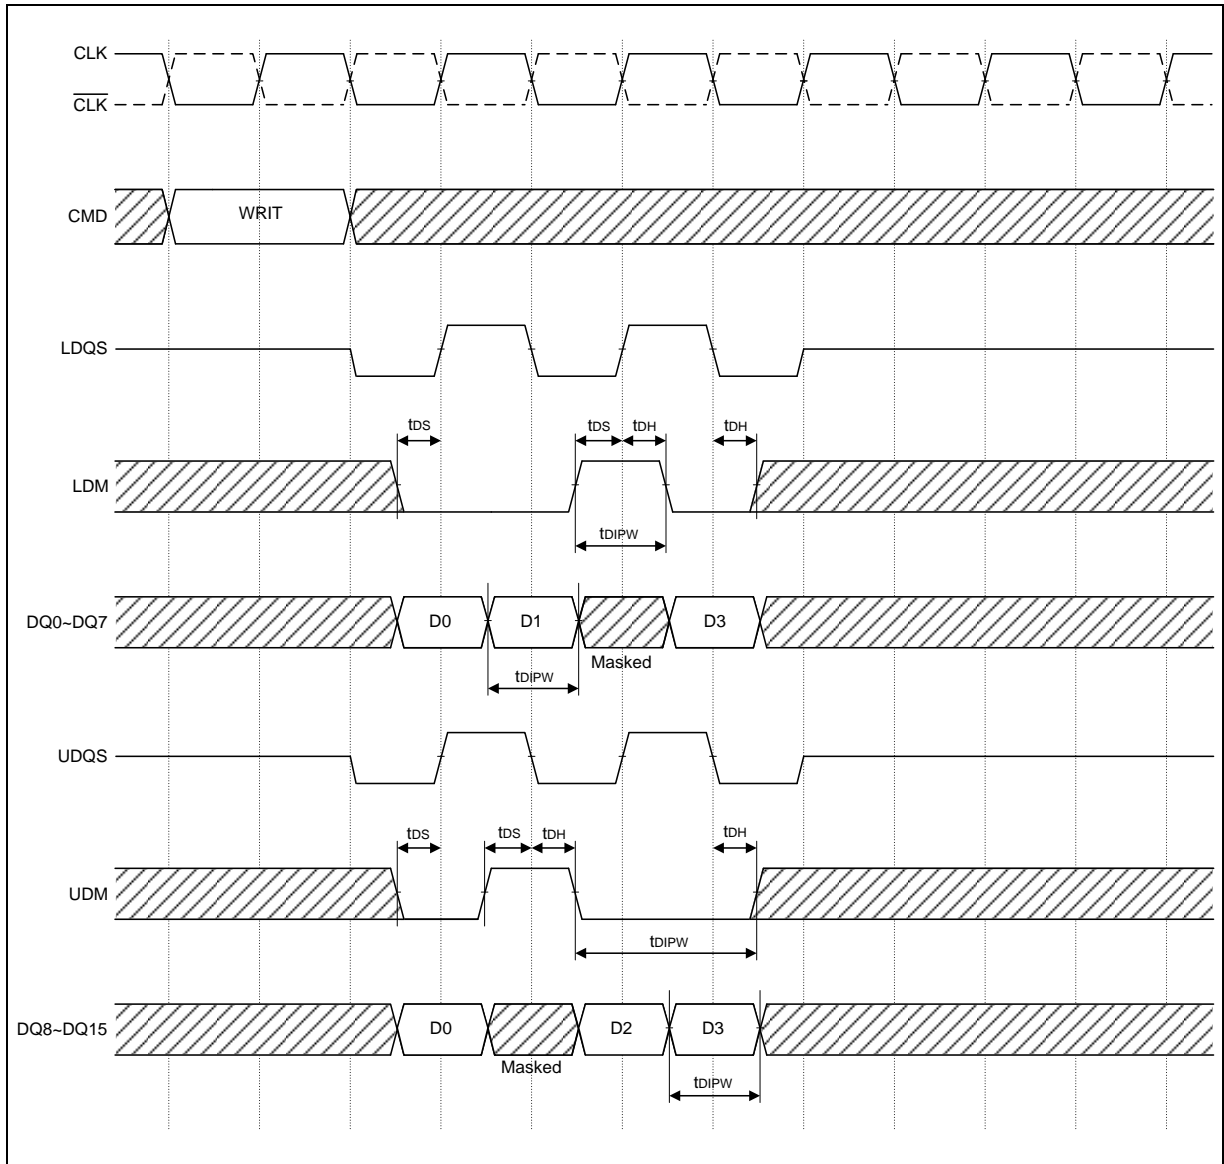 CLK
CLK
CMD
WRIT
LDQS
tDS
tDS
tDH
tDH
LDM
tDIPW
DQ0~DQ7
D0
D1
D3
Masked
tDIPW
UDQS
tDS
tDS
tDH
tDH
UDM
tDIPW
DQ8~DQ15
D0
D2
D3
Masked
tDIPW